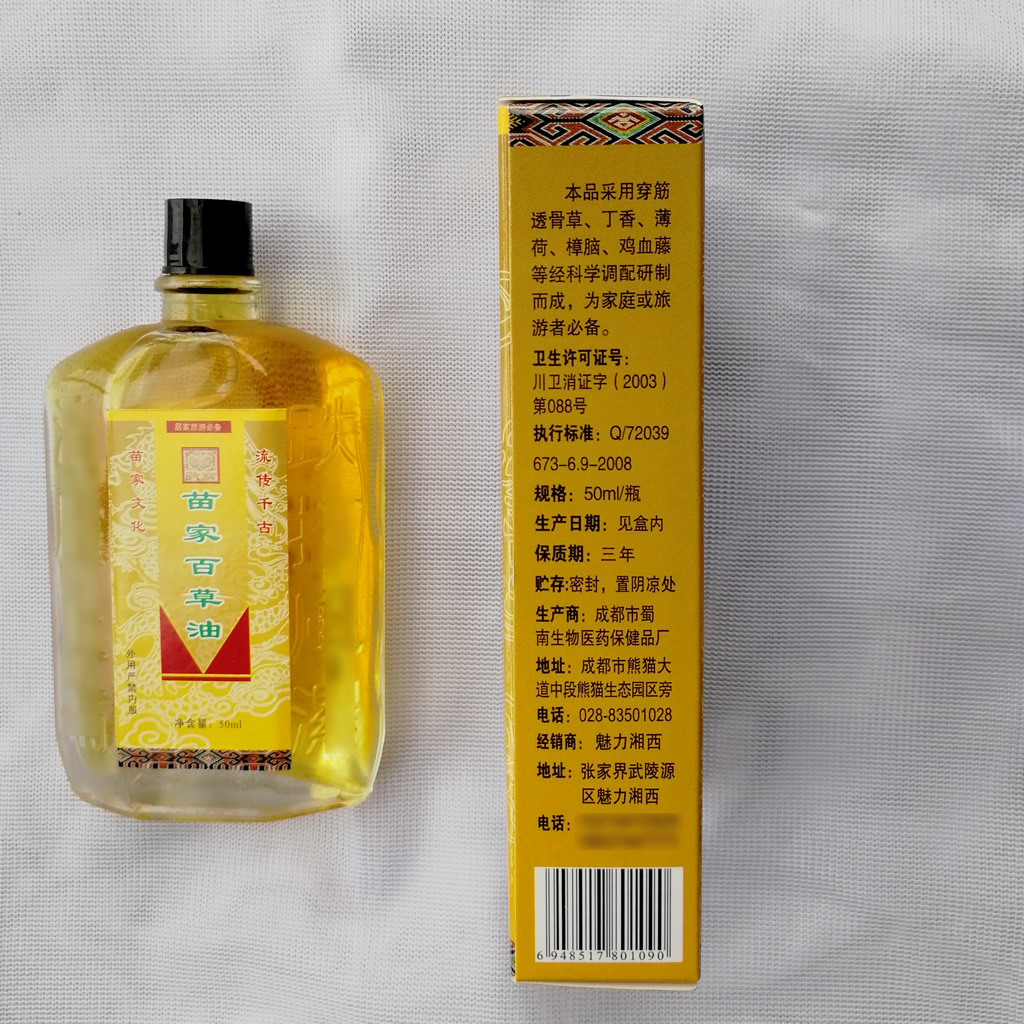 居家旅游必备
苗家文化
流传千古
苗家百草油
外用严禁内服
净含量：50ml
本品采用穿筋
透骨草、丁香、薄
荷、樟脑、鸡血藤
等经科学调配研制
而成，为家庭或旅
游者必备。
卫生许可证号：
川卫消证字（2003）
第088号
执行标准：Q/72039
673-6.9-2008
规格：50ml/瓶
生产日期：见盒内
保质期：三年
贮存:密封，置阴凉处
生产商：成都市蜀
南生物医药保健品厂
地址：成都市熊猫大
道中段熊猫生态园区旁
电话：028-83501028
经销商：魅力湘西
地址：张家界武陵源
区魅力湘西
电话：
6 948517 801090